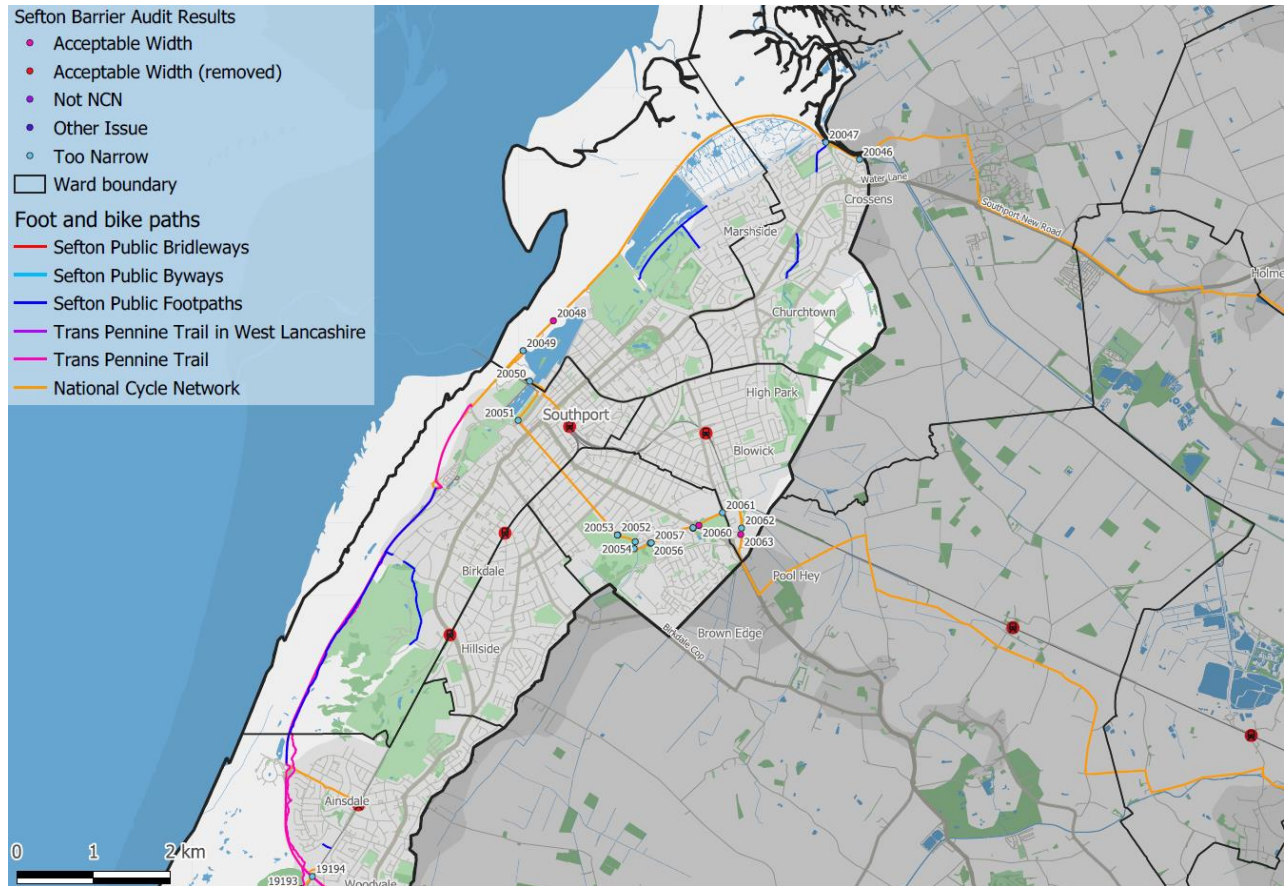 Sefton Barrier Audit Results
Acceptable Width
Acceptable Width (removed)
Not NCN
Other Issue
Too Narrow
Ward boundary
Foot and bike paths
Sefton Public Bridleways
Sefton Public Byways
Sefton Public Footpaths
Trans Pennine Trail in West Lancashire
Trans Pennine Trail
National Cycle Network
20047
20046
Water Lane
Crossens
Southport New Road
Marshside
Holme
20048
Churchtown
20049
20050
High Park
20051
Southport
Blowick
20061
20053
20052
20057
20062
20060
20063
20054
20056
Birkdale
Pool Hey
Brown Edge
Birkdale Cop
Hillside
Ainsdale
0 1 2 km
19194
19193
Woodvale